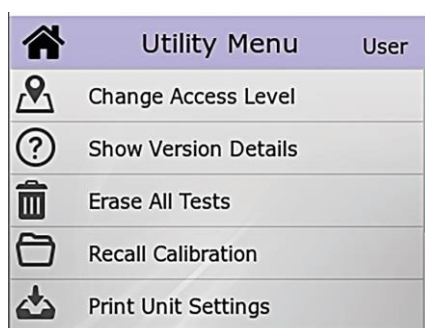 Utility Menu User
Change Access Level
Show Version Details
Erase All Tests
Recall Calibration
Print Unit Settings